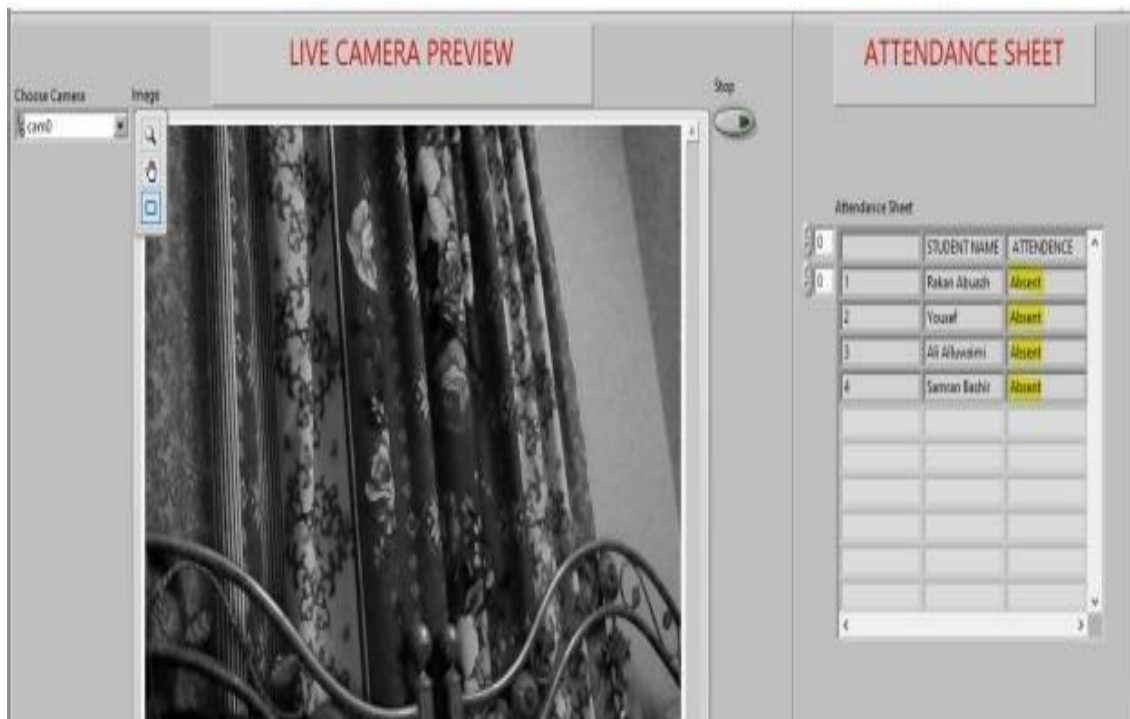 LIVE CAMERA PREVIEW
ATTENDANCE SHEET
Choose Camera
Image
Stop
cam0
Attendance Sheet
0
STUDENT NAME ATTENDENCE
0
1 Rakan Absent
2 Yousef Absent
3 Ali Alluwaimi Absent
4 Samran Bashir Absent